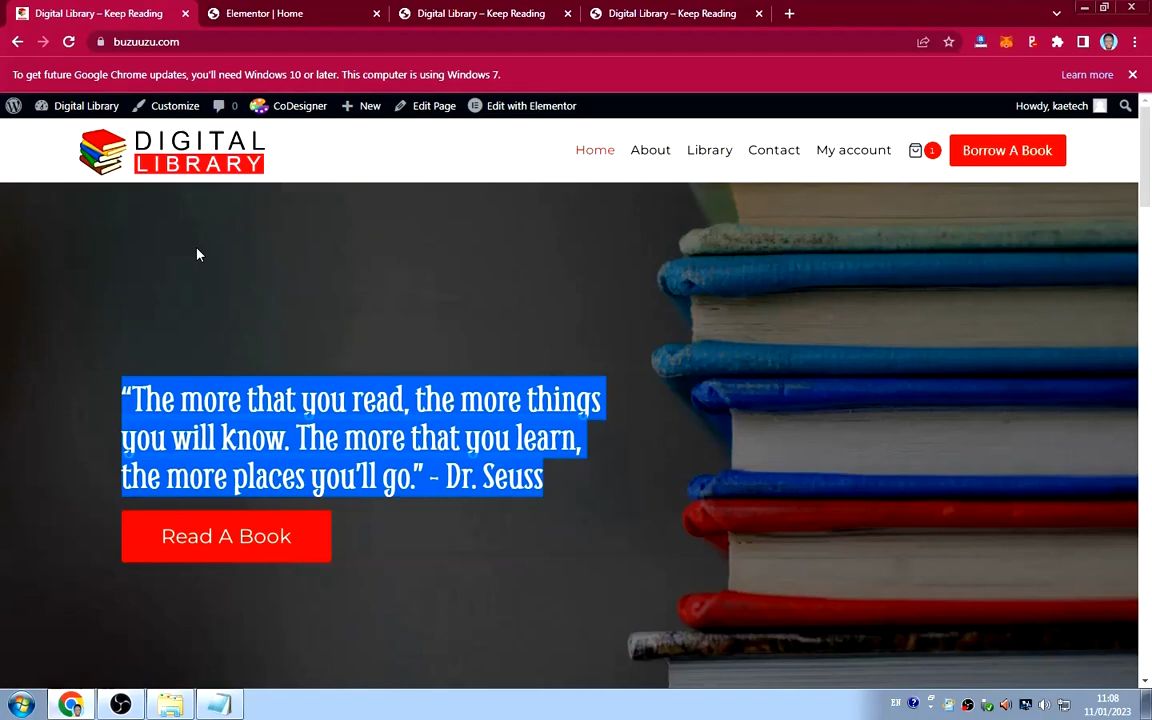 Digital Library – Keep Reading
Elementor | Home
Digital Library – Keep Reading
Digital Library – Keep Reading
buzuuzu.com
To get future Google Chrome updates, you'll need Windows 10 or later. This computer is using Windows 7.
Learn more
Digital Library
Customize
0
CoDesigner
New
Edit Page
Edit with Elementor
Howdy, kaetech
DIGITAL
LIBRARY
Home
About
Library
Contact
My account
1
Borrow A Book
“The more that you read, the more things
you will know. The more that you learn,
the more places you’ll go.” - Dr. Seuss
Read A Book
EN
11:08
11/01/2023